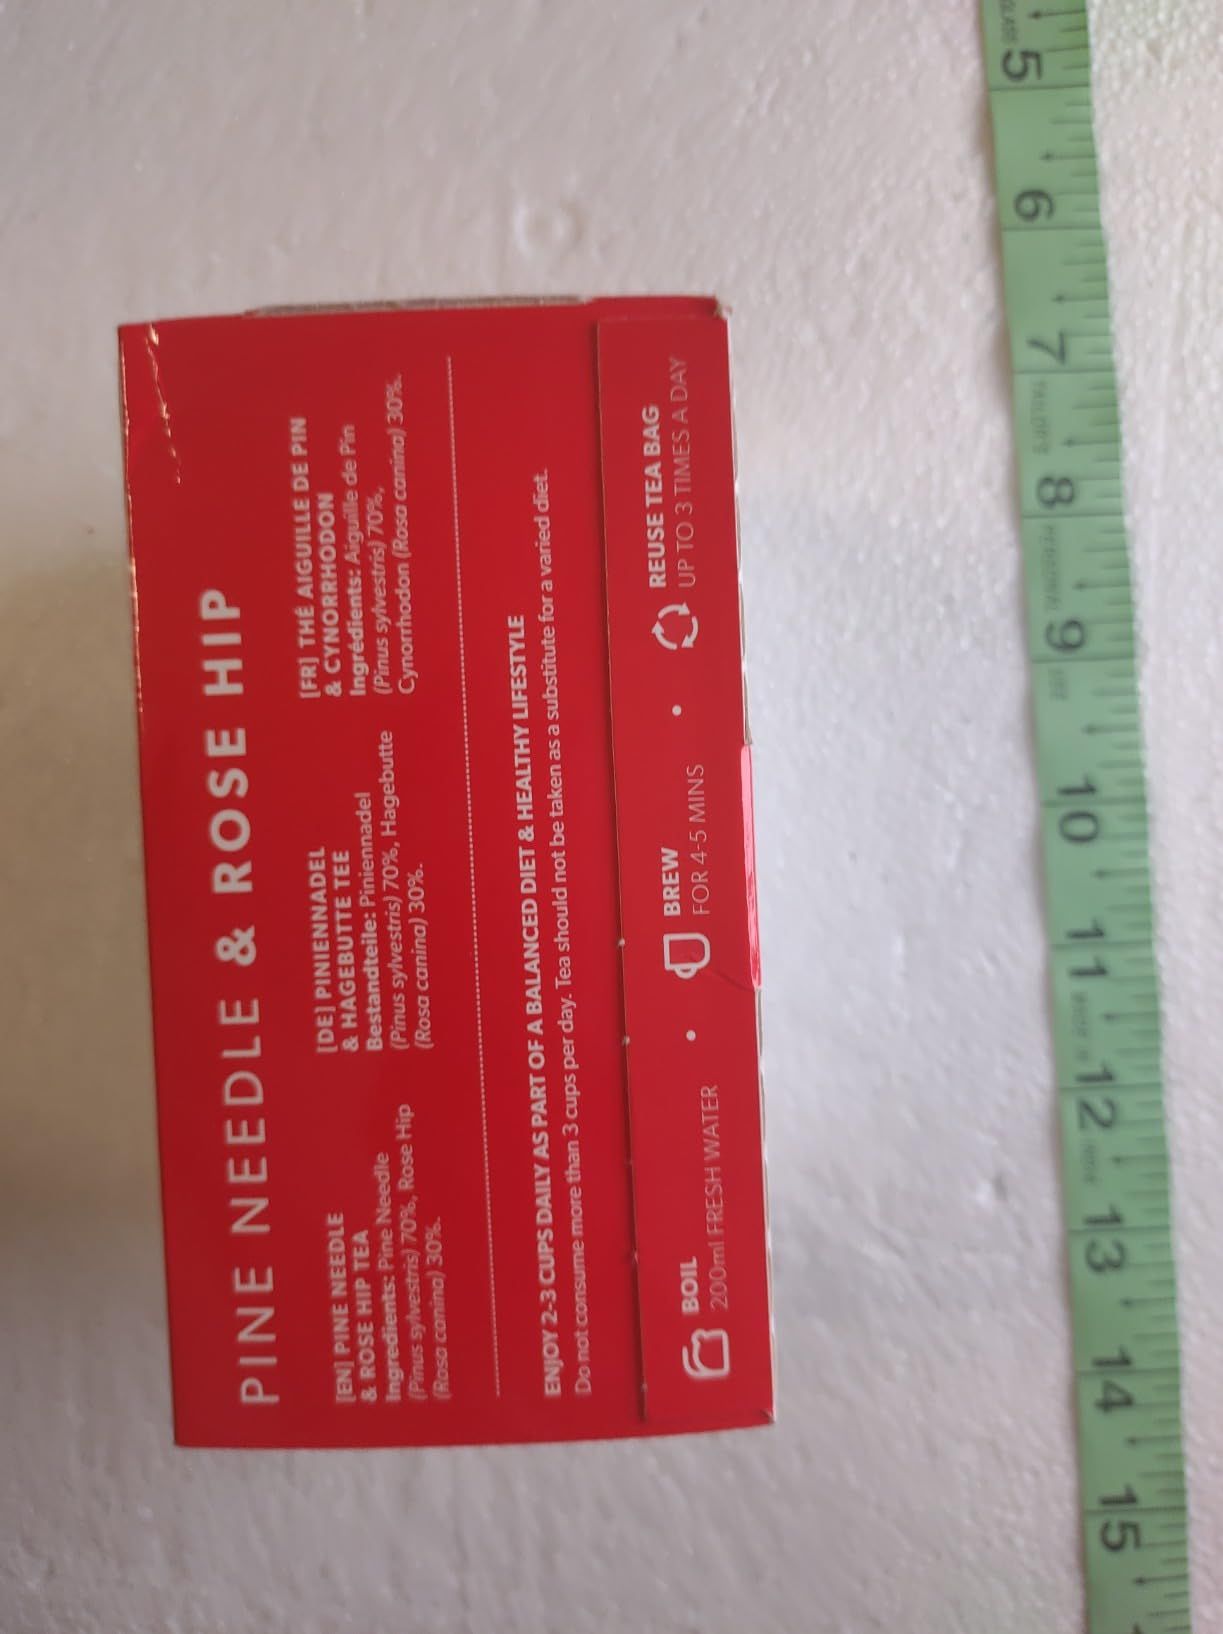 PINE NEEDLE & ROSE HIP
[EN] PINE NEEDLE
& ROSE HIP TEA
Ingredients: Pine Needle
(Pinus sylvestris) 70%, Rose Hip
(Rosa canina) 30%.
[DE] PINIENNADEL
& HAGEBUTTE TEE
Bestandteile: Piniennadel
(Pinus sylvestris) 70%, Hagebutte
(Rosa canina) 30%.
[FR] THÉ AIGUILLE DE PIN
& CYNORRHODON
Ingrédients: Aiguille de Pin
(Pinus sylvestris) 70%,
Cynorrhodon (Rosa canina) 30%.
ENJOY 2-3 CUPS DAILY AS PART OF A BALANCED DIET & HEALTHY LIFESTYLE
Do not consume more than 3 cups per day. Tea should not be taken as a substitute for a varied diet.
BOIL
200ml FRESH WATER
•
BREW
FOR 4-5 MINS
•
REUSE TEA BAG
UP TO 3 TIMES A DAY
5 6 7 8 9 10 11 12 13 14 15